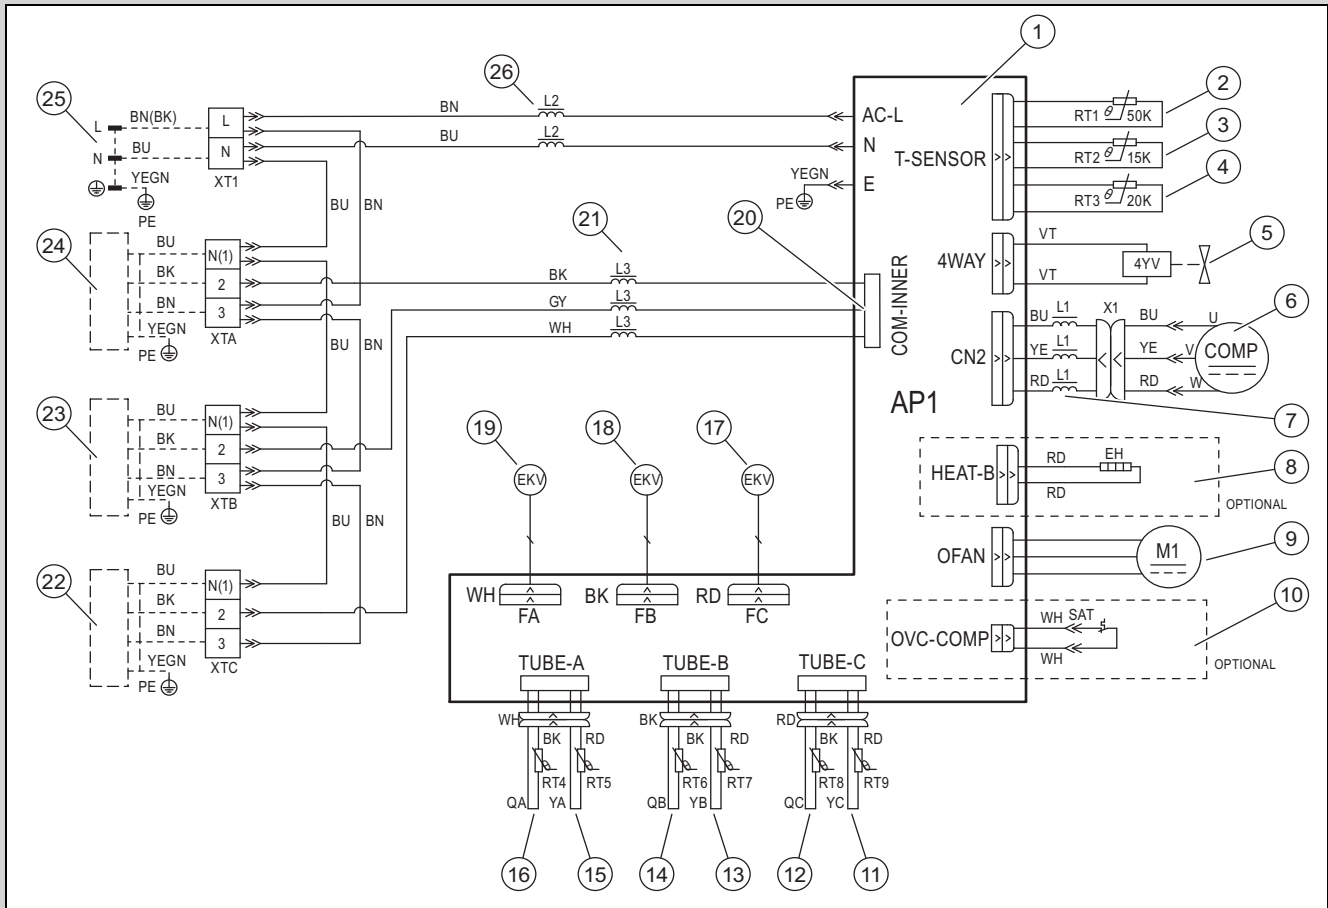 1
26
25
L
BN(BK)
N
BU
YEGN
PE
L
N
XT1
BN
L2
BU
L2
AC-L
N
YEGN
E
PE
T-SENSOR
RT1
50K
2
RT2
15K
3
RT3
20K
4
BU
BN
24
BU
N(1)
BK
2
BN
3
YEGN
PE
XTA
21
20
BK
L3
GY
L3
WH
L3
COM-INNER
4WAY
VT
VT
4YV
5
CN2
BU
L1
X1
BU
U
6
YE
L1
YE
V
COMP
RD
L1
RD
W
7
AP1
BU
BN
23
BU
N(1)
BK
2
BN
3
YEGN
PE
XTB
19
18
17
EKV
EKV
EKV
HEAT-B
RD
EH
RD
8
OPTIONAL
BU
BN
OFAN
M1
9
22
BU
N(1)
BK
2
BN
3
YEGN
PE
XTC
WH
FA
BK
FB
RD
FC
OVC-COMP
WH
SAT
WH
10
OPTIONAL
TUBE-A
TUBE-B
TUBE-C
WH
BK
RD
BK
RD
BK
RD
BK
RD
RT4
RT5
RT6
RT7
RT8
RT9
QA
YA
QB
YB
QC
YC
16
15
14
13
12
11